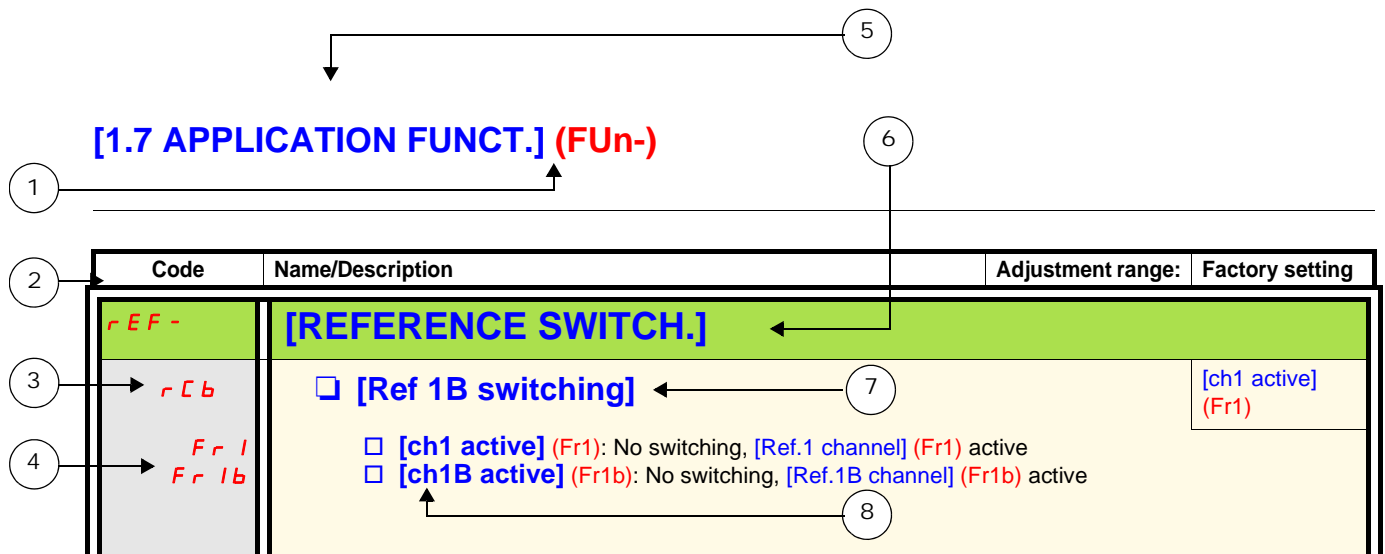 5
[1.7 APPLICATION FUNCT.] (FUn-)
6
1
2
Code Name/Description Adjustment range: Factory setting
rEF- [REFERENCE SWITCH.]
3
rCb ❏ [Ref 1B switching]
7
[ch1 active]
(Fr1)
4
Fr1 □ [ch1 active] (Fr1): No switching, [Ref.1 channel] (Fr1) active
Fr1b □ [ch1B active] (Fr1b): No switching, [Ref.1B channel] (Fr1b) active
8